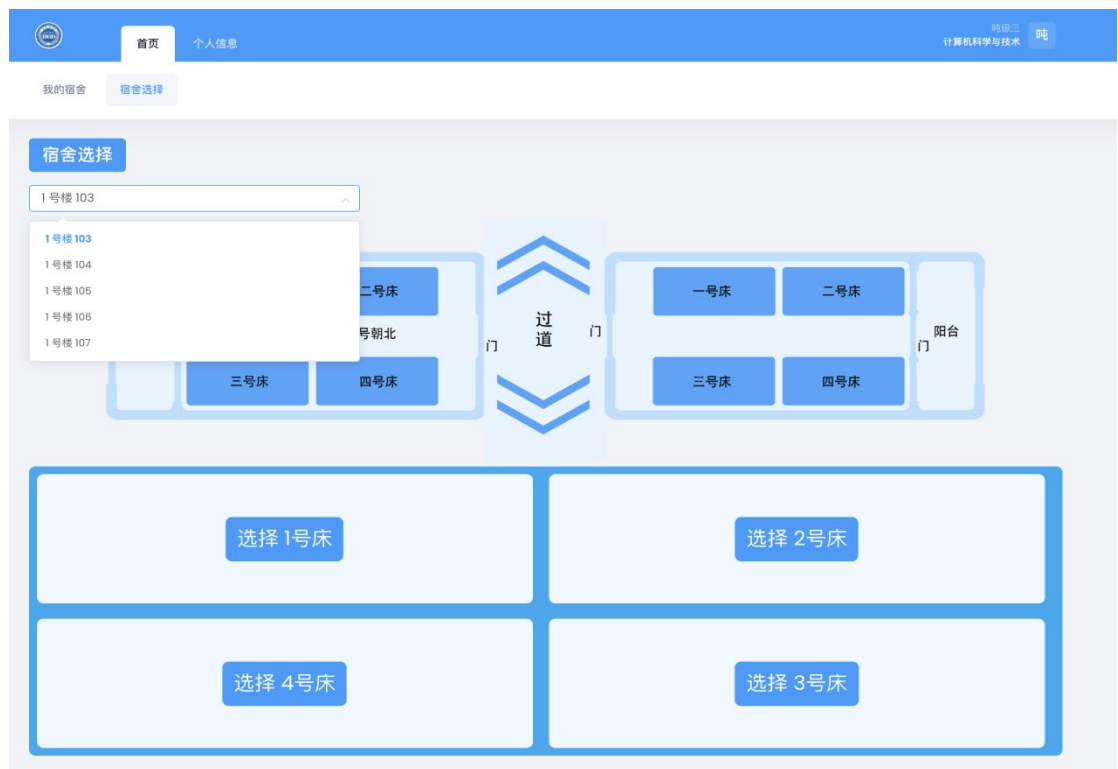 首页
个人信息
吨级三
计算机科学与技术
吨
我的宿舍
宿舍选择
宿舍选择
1号楼 103
1号楼 103
1号楼 104
1号楼 105
1号楼 106
1号楼 107
二号床
号朝北
三号床
四号床
门
过道
门
一号床
二号床
三号床
四号床
门
阳台
选择 1号床
选择 2号床
选择 4号床
选择 3号床